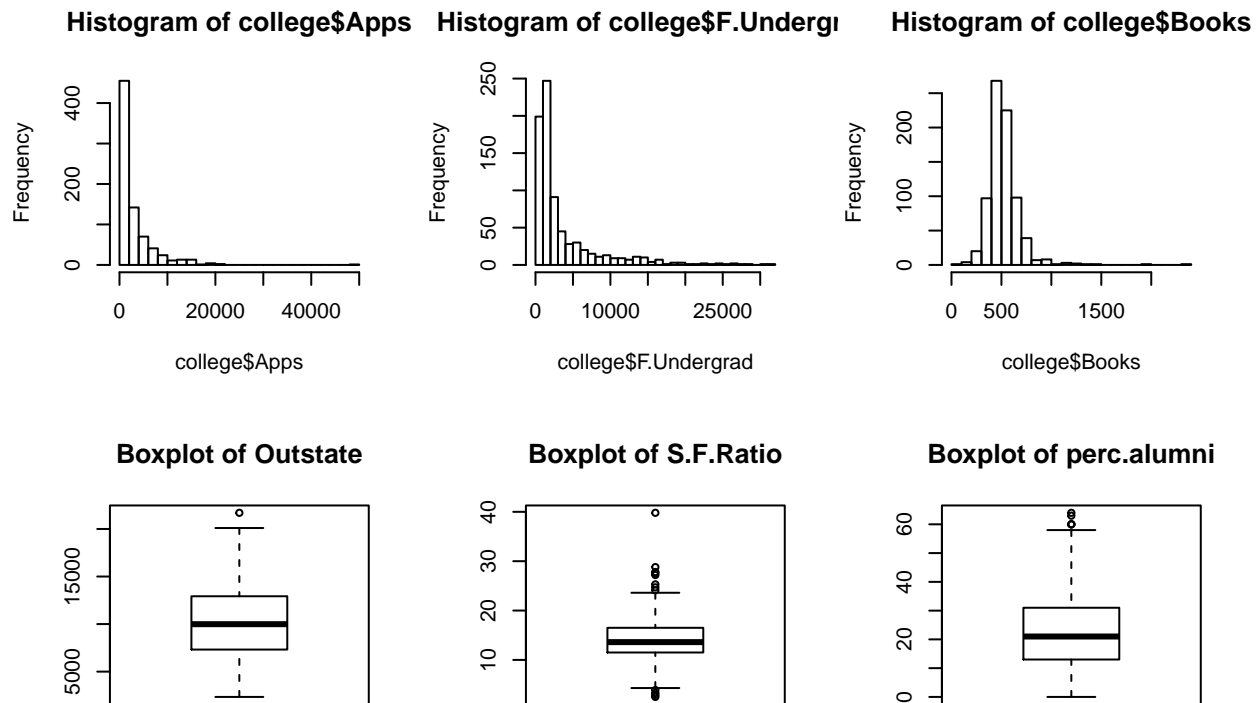 Histogram of college$Apps
400
200
0
Frequency
0 20000 40000
college$Apps
Histogram of college$F.Undergr
250
150
50
0
Frequency
0 10000 25000
college$F.Undergrad
Histogram of college$Books
200
100
0
Frequency
0 500 1500
college$Books
Boxplot of Outstate
15000
5000
Boxplot of S.F.Ratio
40
30
20
10
Boxplot of perc.alumni
60
40
20
0